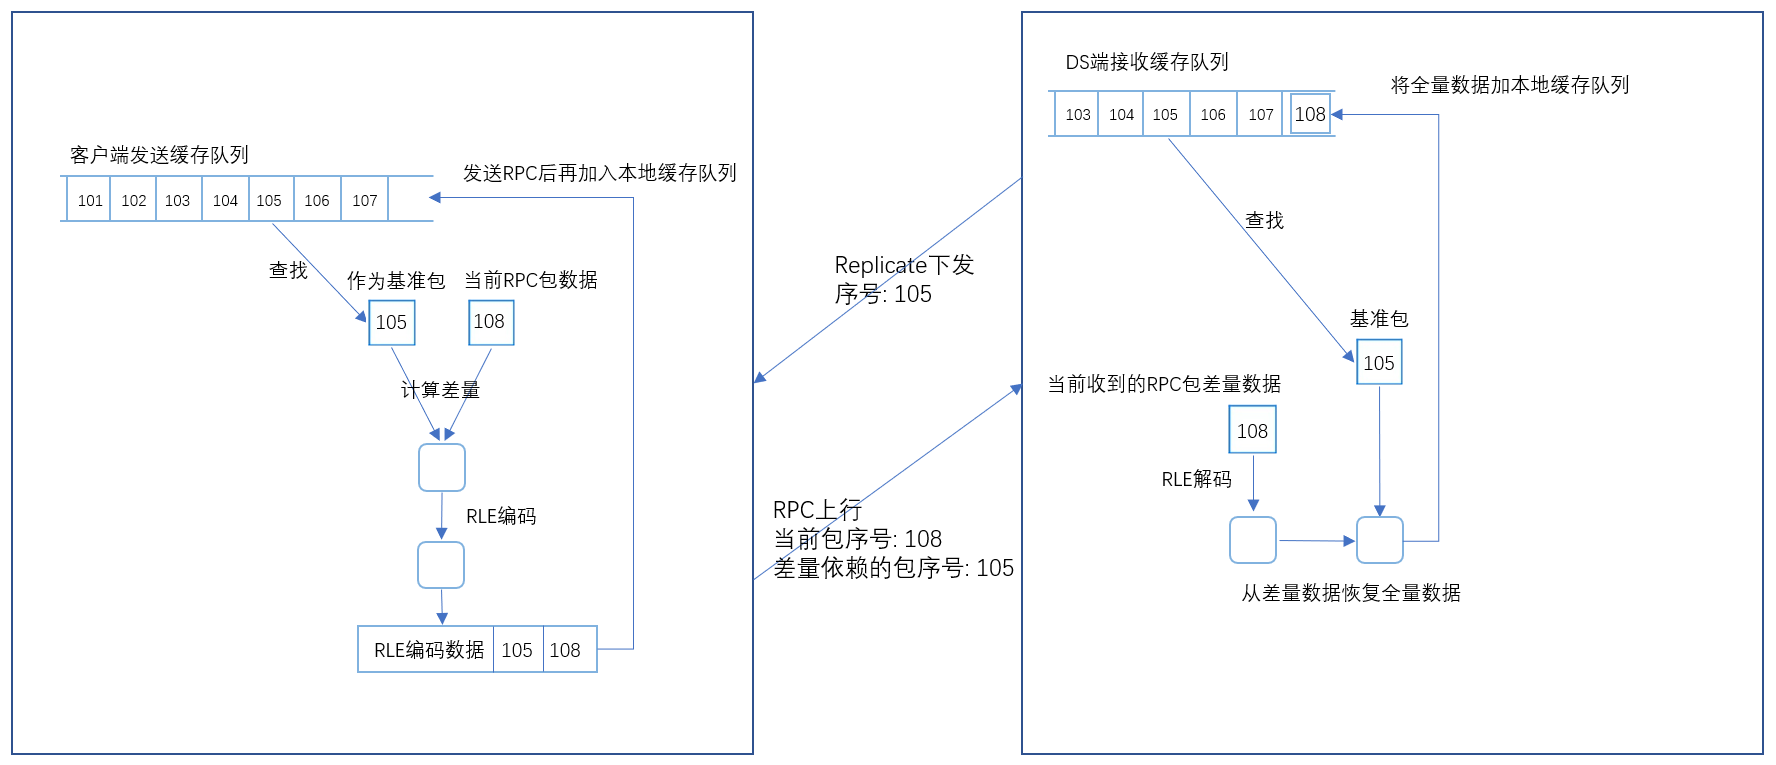 客户端发送缓存队列
101 102 103 104 105 106 107
发送RPC后再加入本地缓存队列
查找
作为基准包
当前RPC包数据
105
108
计算差量
RLE编码
RLE编码数据 105 108
Replicate下发
序号: 105
RPC上行
当前包序号: 108
差量依赖的包序号: 105
DS端接收缓存队列
103 104 105 106 107 108
将全量数据加本地缓存队列
查找
基准包
105
当前收到的RPC包差量数据
108
RLE解码
从差量数据恢复全量数据